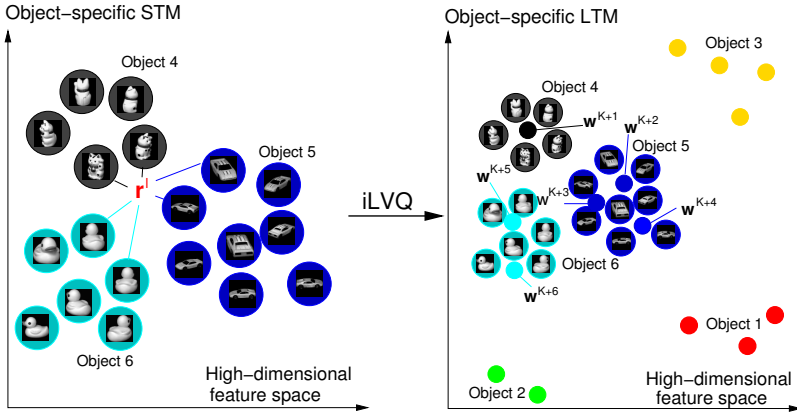 Object−specific STM
Object 4
Object 5
r^l
Object 6
High−dimensional
feature space
iLVQ
Object−specific LTM
Object 3
Object 4
w^K+1
w^K+2
Object 5
w^K+5
w^K+3
w^K+4
Object 6
w^K+6
Object 1
Object 2
High−dimensional
feature space